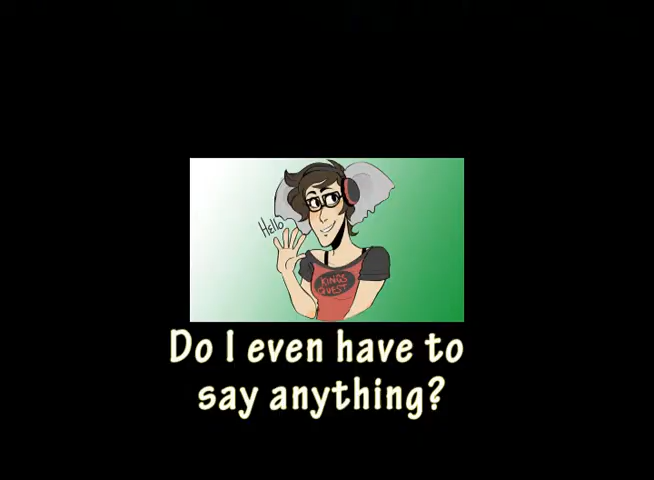 Hello
KINGS
QUEST
Do I even have to
say anything?